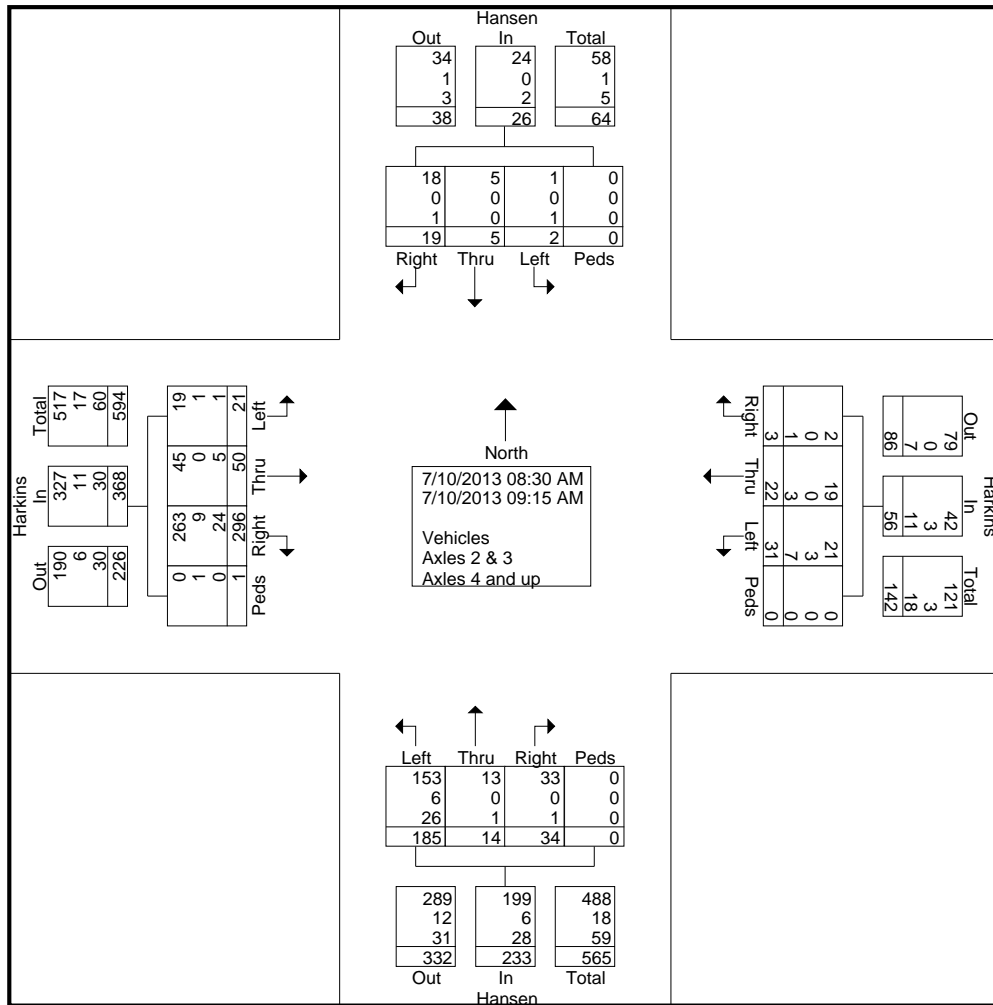 Hansen
Out In Total
34 24 58
1 0 1
3 2 5
38 26 64
18 5 1 0
0 0 0 0
1 0 1 0
19 5 2 0
Right Thru Left Peds
Harkins
Total In Out
517 327 190
17 11 6
60 30 30
594 368 226
Left Thru Right Peds
19 45 263 0
1 0 9 1
1 5 24 0
21 50 296 1
North
7/10/2013 08:30 AM
7/10/2013 09:15 AM
Vehicles
Axles 2 & 3
Axles 4 and up
Right Thru Left Peds
2 19 21 0
0 0 3 0
1 3 7 0
3 22 31 0
Harkins
Out In Total
79 42 121
0 3 3
7 11 18
86 56 142
Left Thru Right Peds
153 13 33 0
6 0 0 0
26 1 1 0
185 14 34 0
289 199 488
12 6 18
31 28 59
332 233 565
Out In Total
Hansen